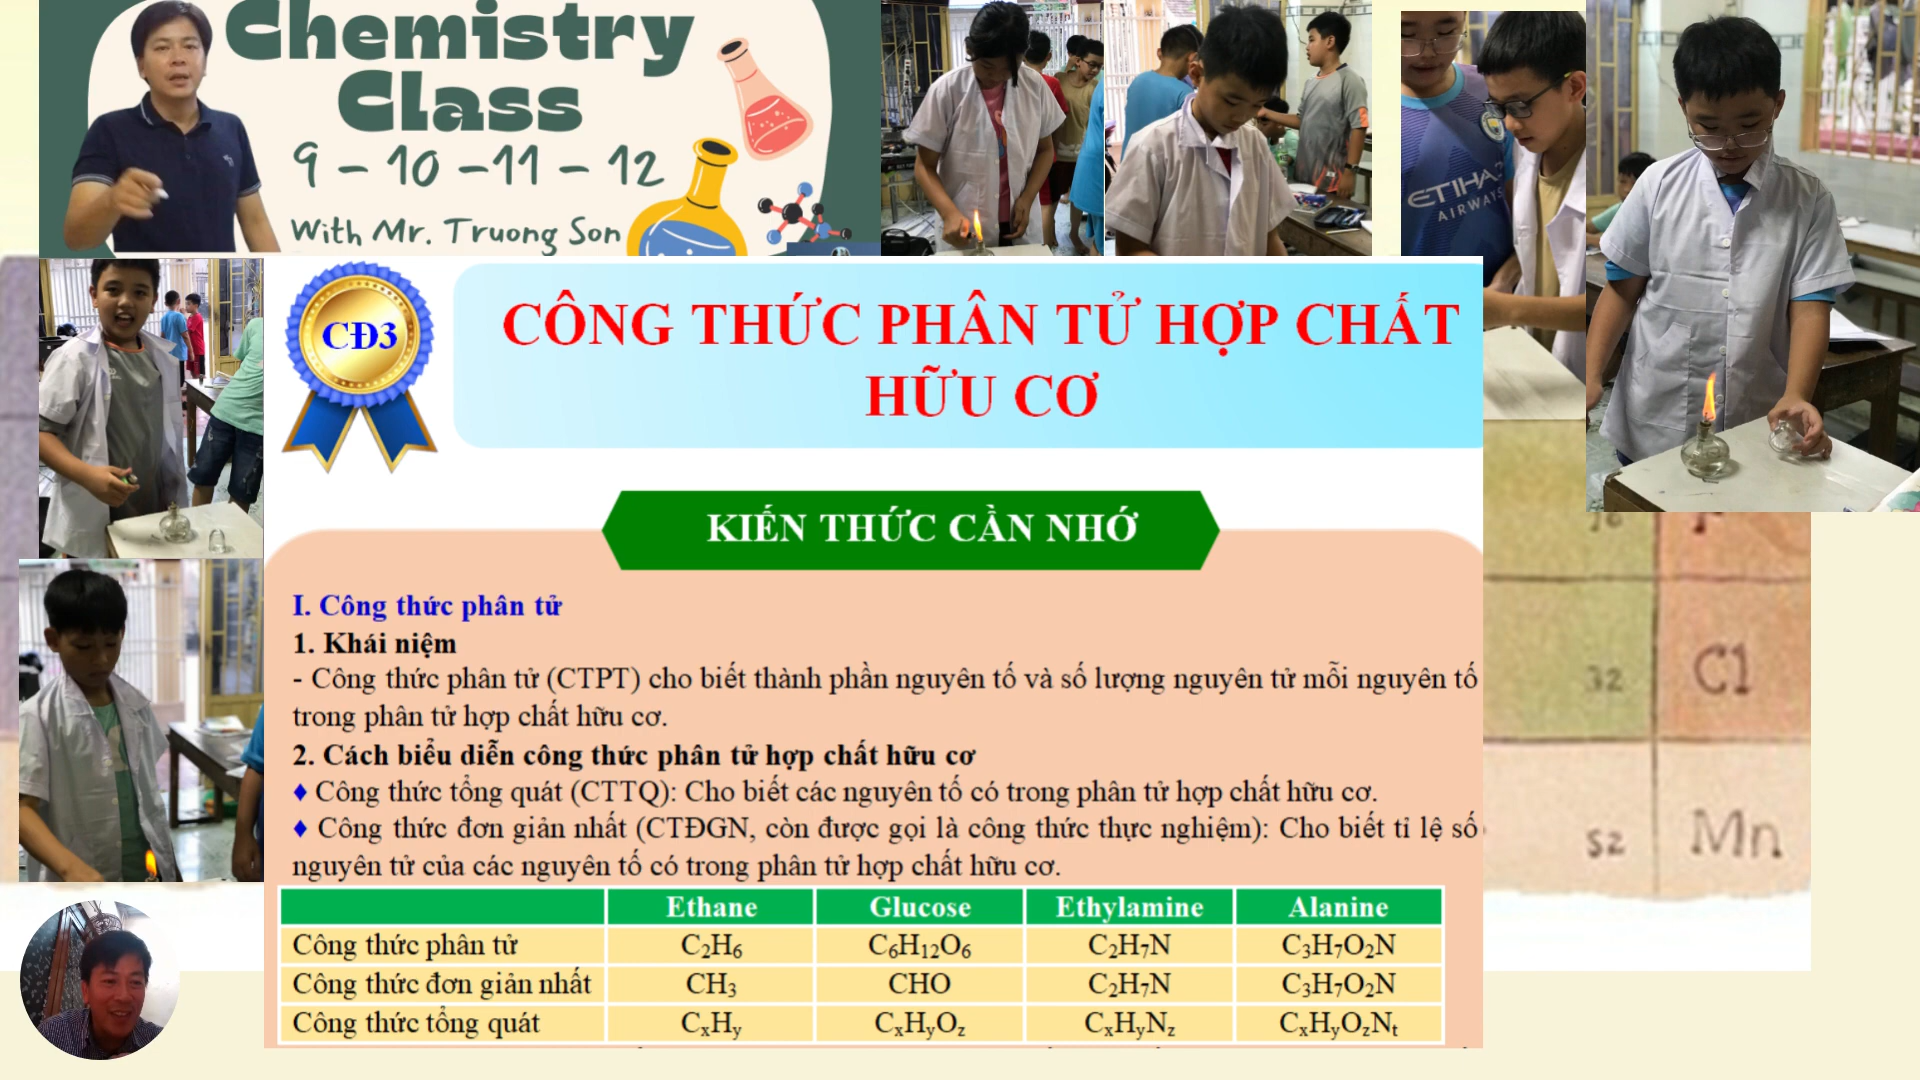 Chemistry
Class
9 - 10 - 11 - 12
With Mr. Truong Son
ETIHAD
AIRWAYS
CĐ3
CÔNG THỨC PHÂN TỬ HỢP CHẤT
HỮU CƠ
KIẾN THỨC CẦN NHỚ
I. Công thức phân tử
1. Khái niệm
- Công thức phân tử (CTPT) cho biết thành phần nguyên tố và số lượng nguyên tử mỗi nguyên tố
trong phân tử hợp chất hữu cơ.
2. Cách biểu diễn công thức phân tử hợp chất hữu cơ
♦ Công thức tổng quát (CTTQ): Cho biết các nguyên tố có trong phân tử hợp chất hữu cơ.
♦ Công thức đơn giản nhất (CTĐGN, còn được gọi là công thức thực nghiệm): Cho biết tỉ lệ số
nguyên tử của các nguyên tố có trong phân tử hợp chất hữu cơ.
Ethane Glucose Ethylamine Alanine
Công thức phân tử C₂H₆ C₆H₁₂O₆ C₂H₇N C₃H₇O₂N
Công thức đơn giản nhất CH₃ CHO C₂H₇N C₃H₇O₂N
Công thức tổng quát CₓHᵧ CₓHᵧO_z CₓHᵧN_z CₓHᵧO_zNₜ
32 Cl
52 Mn